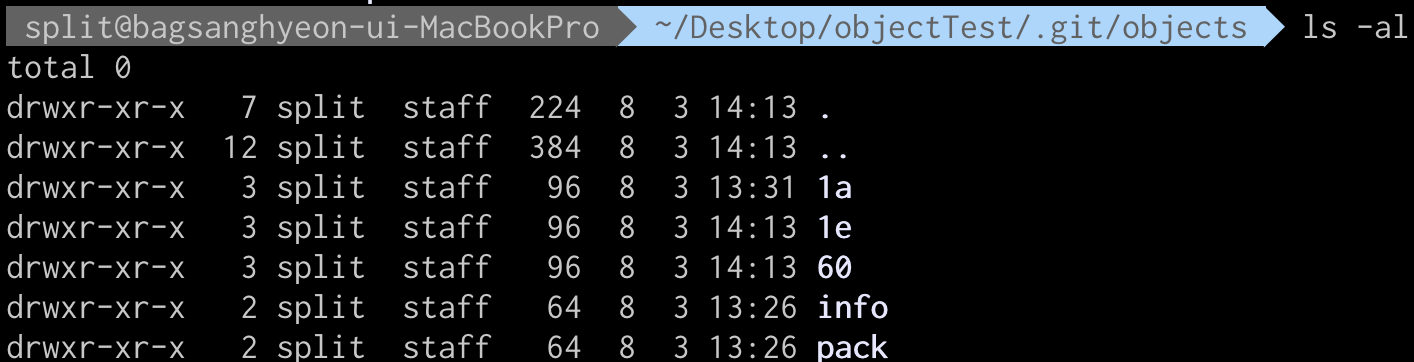 split@bagsanghyeon-ui-MacBookPro ~/Desktop/objectTest/.git/objects ls -al
total 0
drwxr-xr-x   7 split  staff  224  8  3 14:13 .
drwxr-xr-x  12 split  staff  384  8  3 14:13 ..
drwxr-xr-x   3 split  staff   96  8  3 13:31 1a
drwxr-xr-x   3 split  staff   96  8  3 14:13 1e
drwxr-xr-x   3 split  staff   96  8  3 14:13 60
drwxr-xr-x   2 split  staff   64  8  3 13:26 info
drwxr-xr-x   2 split  staff   64  8  3 13:26 pack